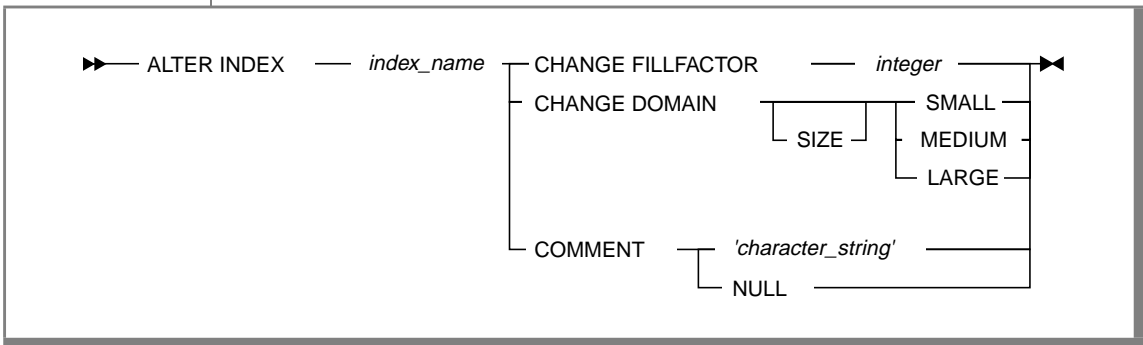 ALTER INDEX index_name CHANGE FILLFACTOR integer
CHANGE DOMAIN SMALL
SIZE MEDIUM
LARGE
COMMENT 'character_string'
NULL